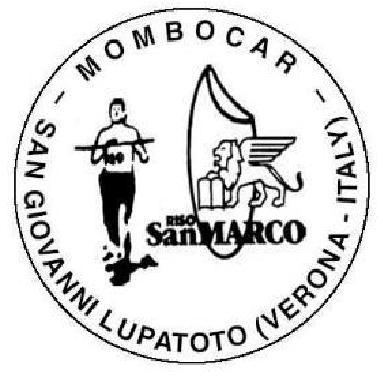 - MOMBOCAR -
SAN GIOVANNI LUPATOTO (VERONA - ITALY)
RISO
SanMARCO